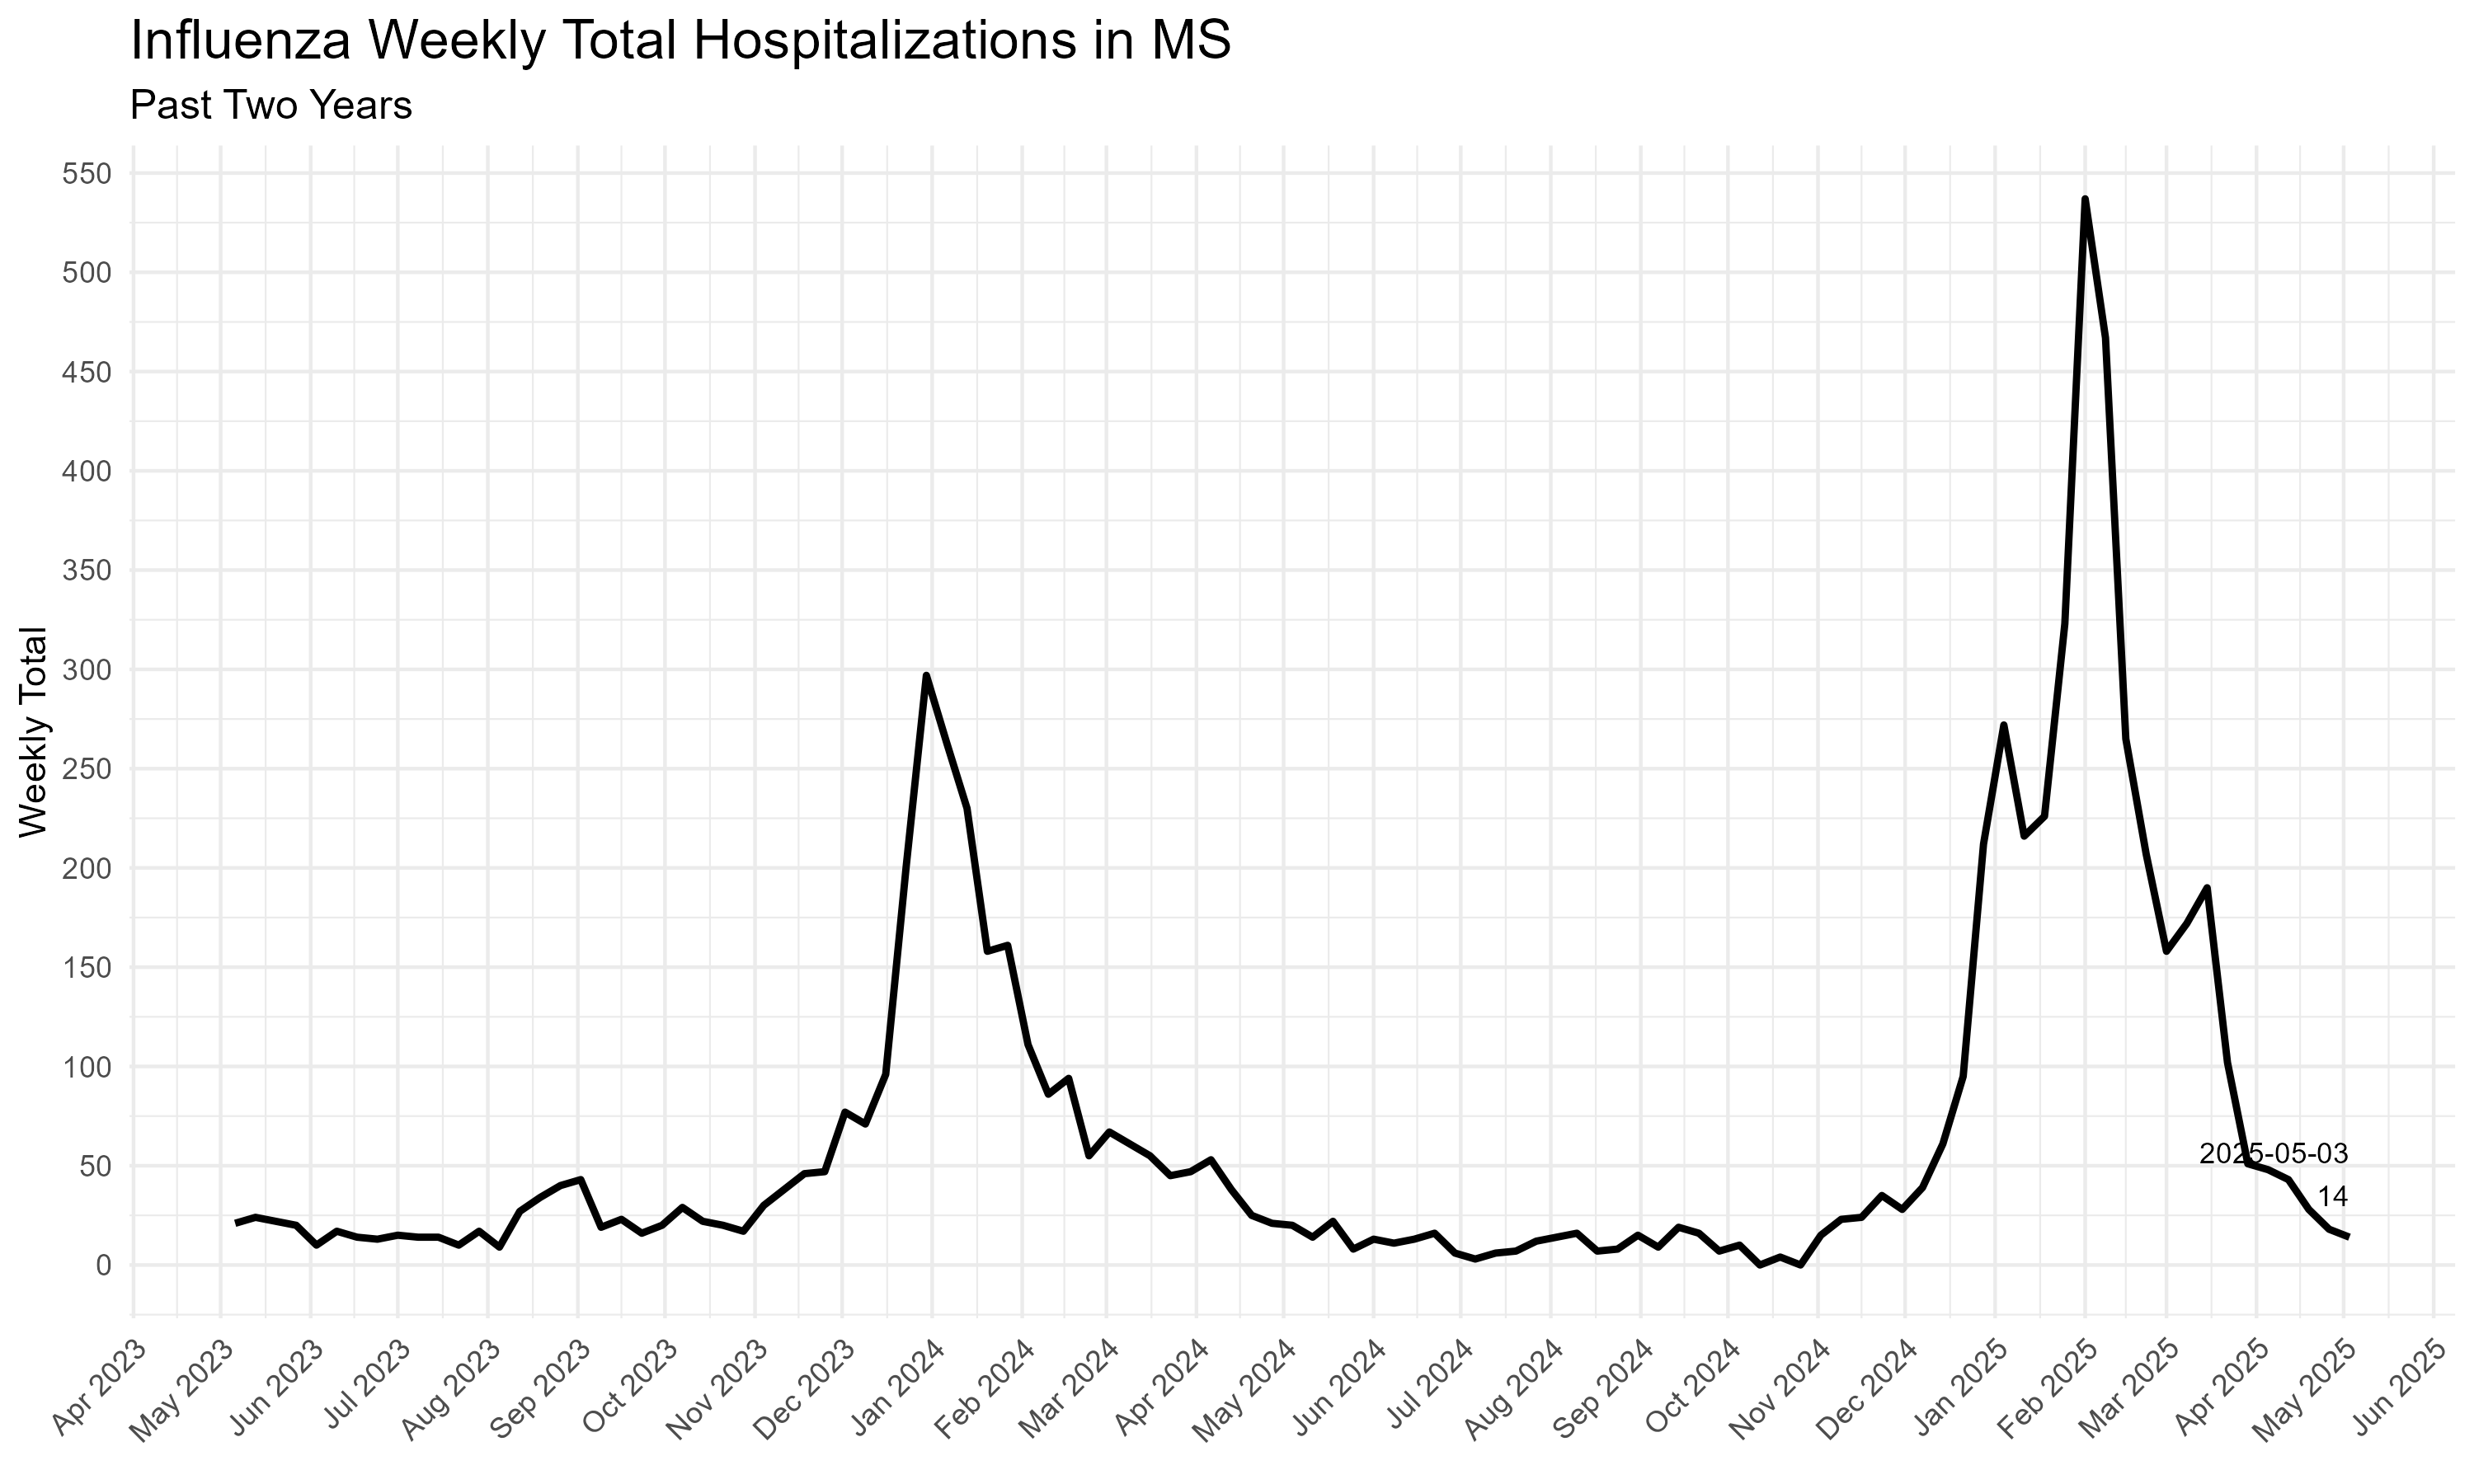 Influenza Weekly Total Hospitalizations in MS
Past Two Years
Weekly Total
550
500
450
400
350
300
250
200
150
100
50
0
2025-05-03
14
Apr 2023
May 2023
Jun 2023
Jul 2023
Aug 2023
Sep 2023
Oct 2023
Nov 2023
Dec 2023
Jan 2024
Feb 2024
Mar 2024
Apr 2024
May 2024
Jun 2024
Jul 2024
Aug 2024
Sep 2024
Oct 2024
Nov 2024
Dec 2024
Jan 2025
Feb 2025
Mar 2025
Apr 2025
May 2025
Jun 2025